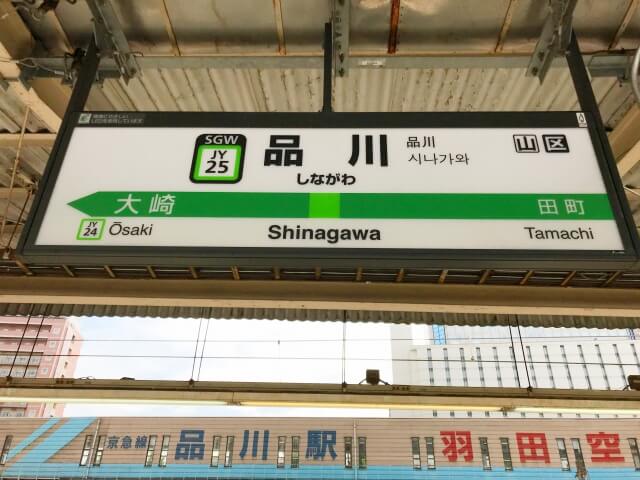 SGW
JY
25
品川
しながわ
品川
시나가와
山区
大崎
田町
JY
24
Ōsaki
Shinagawa
Tamachi
京急線 品川駅 羽田空